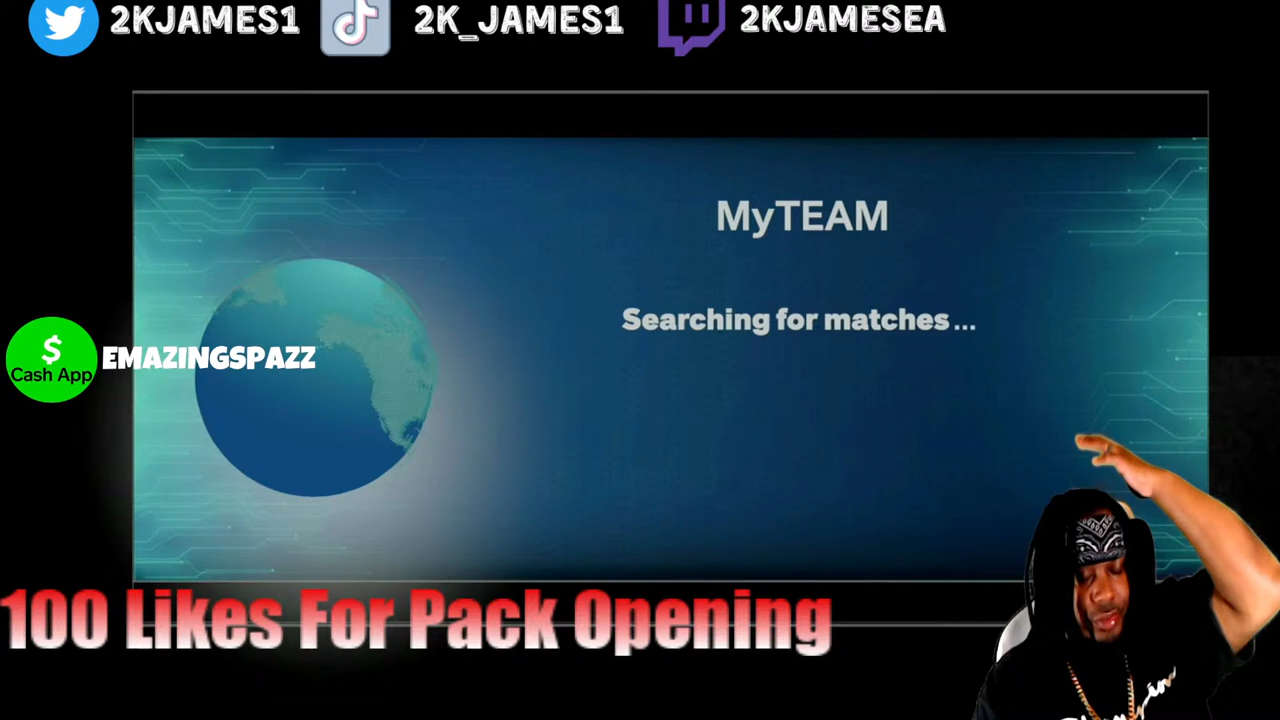 2KJAMES1 2K_JAMES1 2KJAMESEA
MyTEAM
Searching for matches...
$
Cash App EMAZINGSPAZZ
100 Likes For Pack Opening